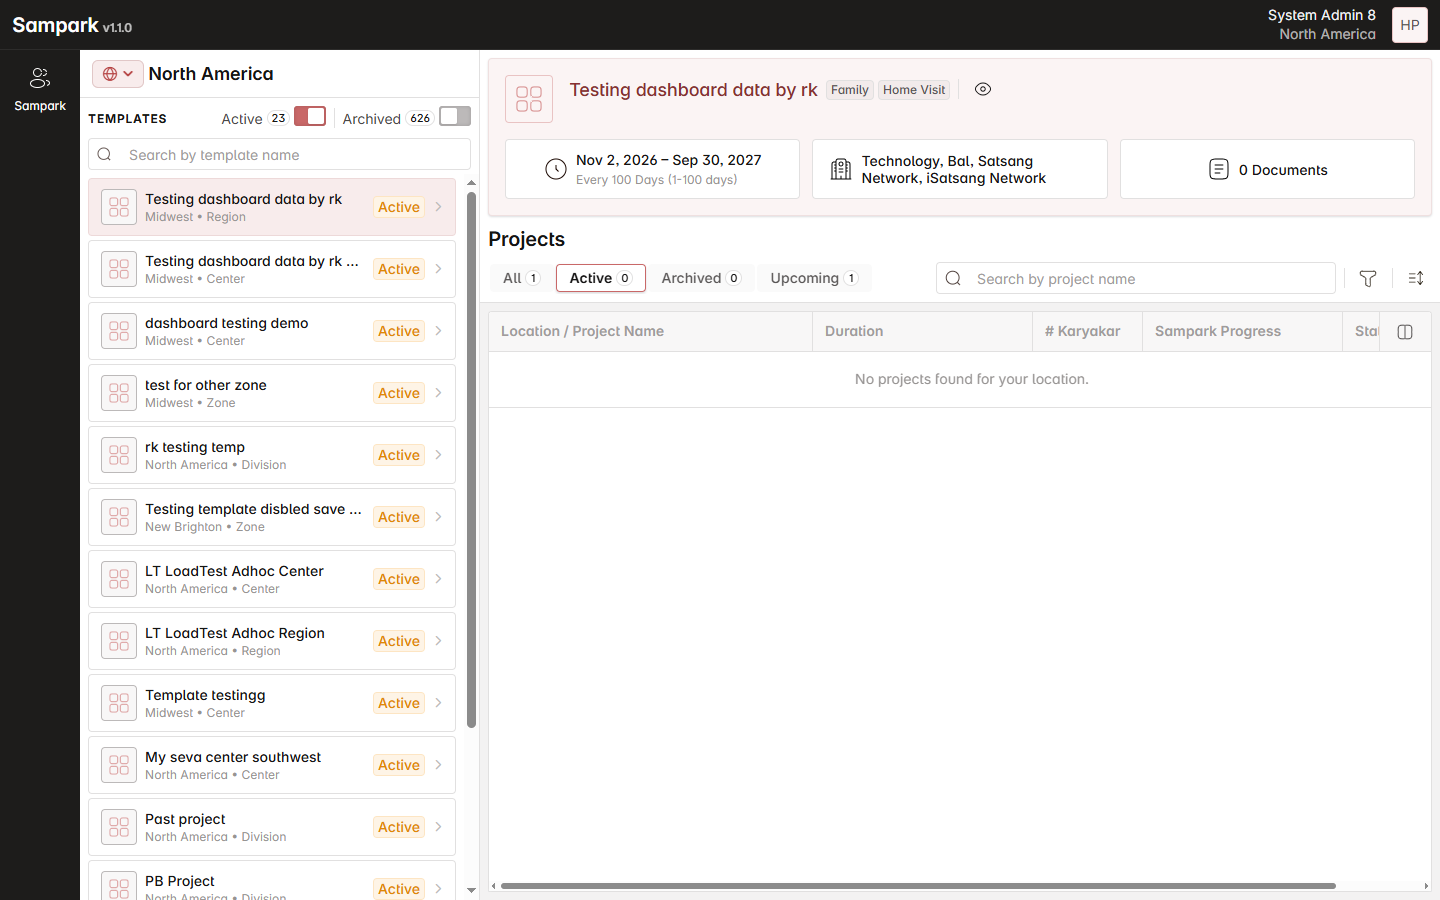 Sampark v1.1.0
System Admin 8
North America
HP
Sampark
North America
TEMPLATES
Active 23
Archived 626
Search by template name
Testing dashboard data by rk
Midwest • Region
Active
Testing dashboard data by rk ...
Midwest • Center
Active
dashboard testing demo
Midwest • Center
Active
test for other zone
Midwest • Zone
Active
rk testing temp
North America • Division
Active
Testing template disbled save ...
New Brighton • Zone
Active
LT LoadTest Adhoc Center
North America • Center
Active
LT LoadTest Adhoc Region
North America • Region
Active
Template testingg
Midwest • Center
Active
My seva center southwest
North America • Center
Active
Past project
North America • Division
Active
PB Project
North America • Division
Active
Testing dashboard data by rk
Family
Home Visit
Nov 2, 2026 – Sep 30, 2027
Every 100 Days (1-100 days)
Technology, Bal, Satsang
Network, iSatsang Network
0 Documents
Projects
All 1
Active 0
Archived 0
Upcoming 1
Search by project name
Location / Project Name
Duration
# Karyakar
Sampark Progress
Stat
No projects found for your location.